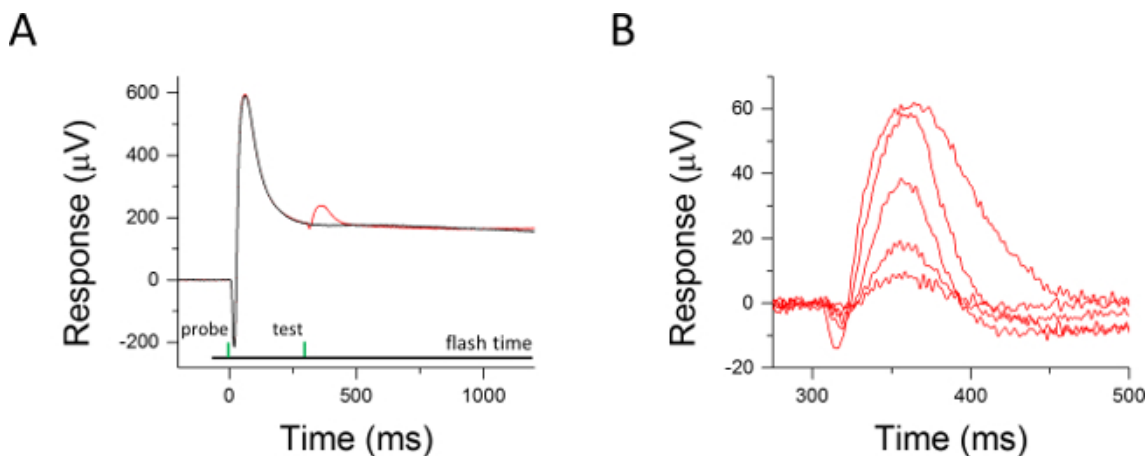 A
Response (μV)
600
400
200
0
-200
probe
test
flash time
0
500
1000
Time (ms)
B
Response (μV)
60
40
20
0
-20
300
400
500
Time (ms)